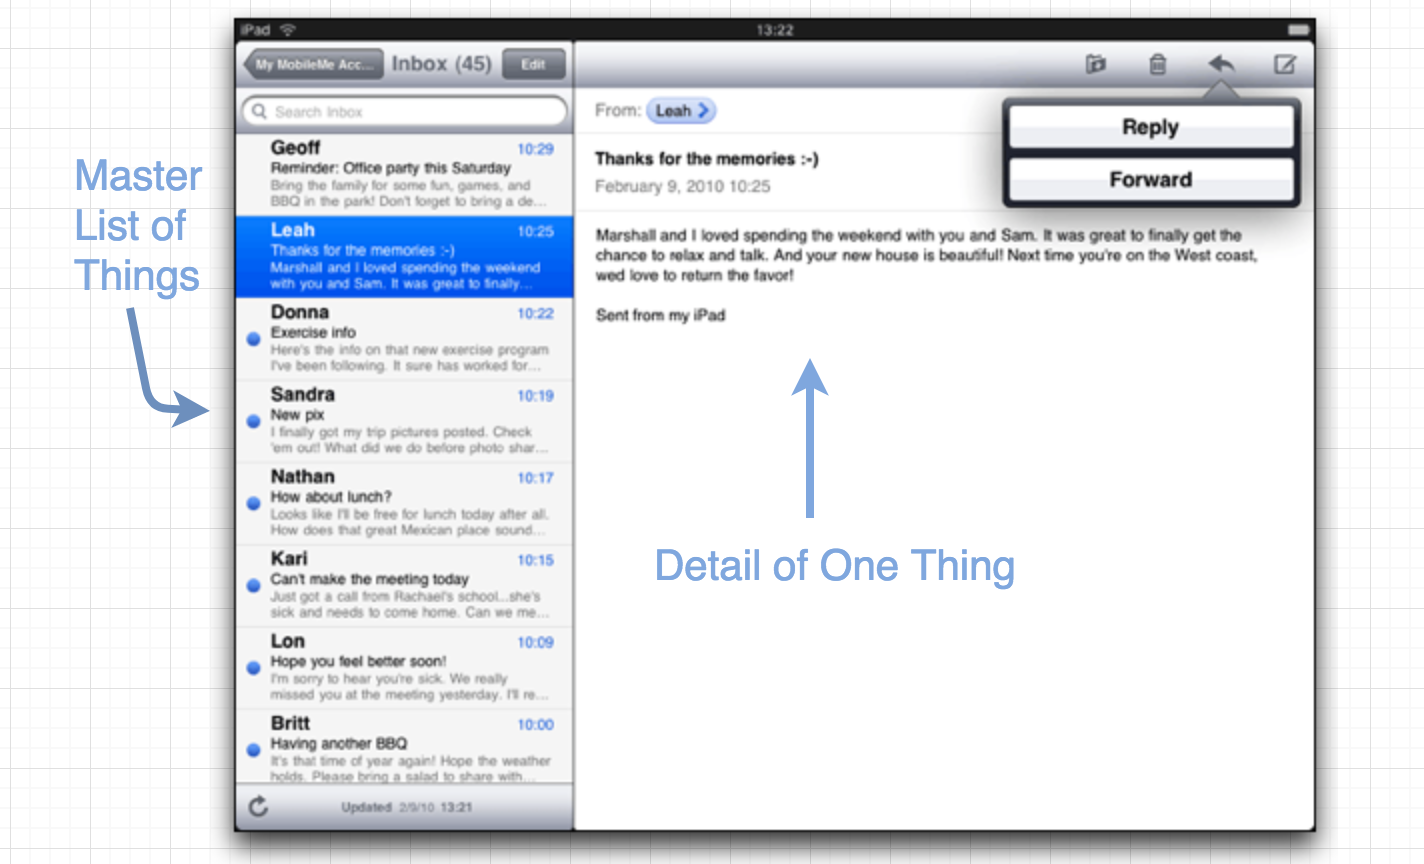 iPad
13:22
My MobileMe Acc...
Inbox (45)
Edit
Search Inbox
Master
List of
Things
Geoff 10:29
Reminder: Office party this Saturday
Bring the family for some fun, games, and
BBQ in the park! Don't forget to bring a de...
Leah 10:25
Thanks for the memories :-)
Marshall and I loved spending the weekend
with you and Sam. It was great to finally...
Donna 10:22
Exercise info
Here's the info on that new exercise program
I've been following. It sure has worked for...
Sandra 10:19
New pix
I finally got my trip pictures posted. Check
'em out! What did we do before photo shar...
Nathan 10:17
How about lunch?
Looks like I'll be free for lunch today after all.
How does that great Mexican place sound...
Kari 10:15
Can't make the meeting today
Just got a call from Rachael's school...she's
sick and needs to come home. Can we me...
Lon 10:09
Hope you feel better soon!
I'm sorry to hear you're sick. We really
missed you at the meeting yesterday. I'll re...
Britt 10:00
Having another BBQ
It's that time of year again! Hope the weather
holds. Please bring a salad to share with...
Updated 2/9/10 13:21
From: Leah
Thanks for the memories :-)
February 9, 2010 10:25
Reply
Forward
Marshall and I loved spending the weekend with you and Sam. It was great to finally get the
chance to relax and talk. And your new house is beautiful! Next time you're on the West coast,
wed love to return the favor!
Sent from my iPad
Detail of One Thing